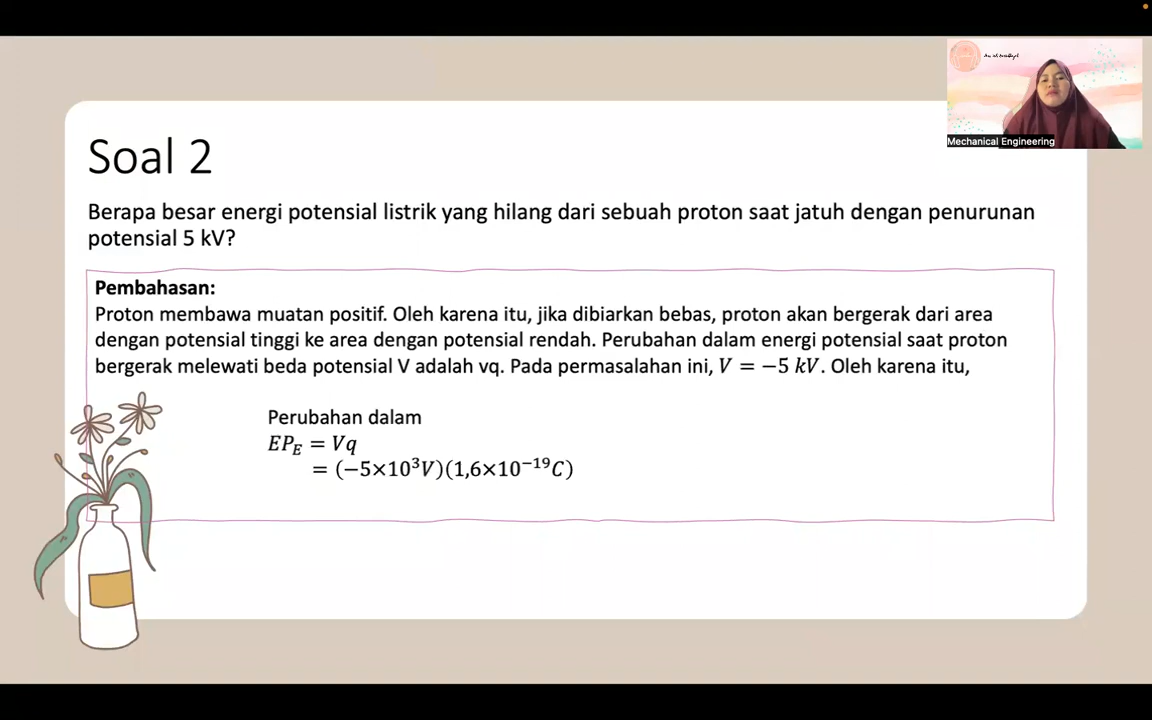 Mechanical Engineering
Soal 2
Berapa besar energi potensial listrik yang hilang dari sebuah proton saat jatuh dengan penurunan
potensial 5 kV?
Pembahasan:
Proton membawa muatan positif. Oleh karena itu, jika dibiarkan bebas, proton akan bergerak dari area
dengan potensial tinggi ke area dengan potensial rendah. Perubahan dalam energi potensial saat proton
bergerak melewati beda potensial V adalah vq. Pada permasalahan ini, V = −5 kV. Oleh karena itu,
Perubahan dalam
EP_E = Vq
= (−5×10³V)(1,6×10⁻¹⁹C)